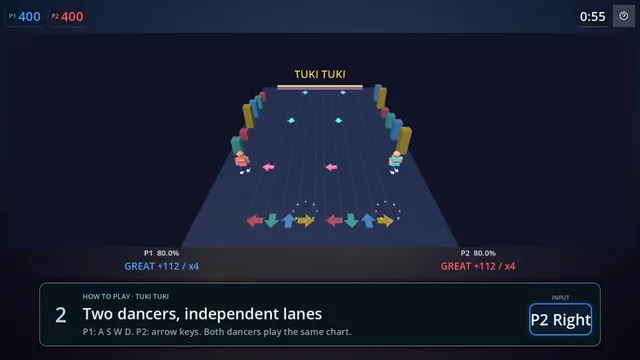 P1 400 P2 400 0:55
TUKI TUKI
P1 80.0% P2 80.0%
GREAT +112 / x4 GREAT +112 / x4
HOW TO PLAY · TUKI TUKI
2 Two dancers, independent lanes
P1: A S W D. P2: arrow keys. Both dancers play the same chart.
INPUT
P2 Right